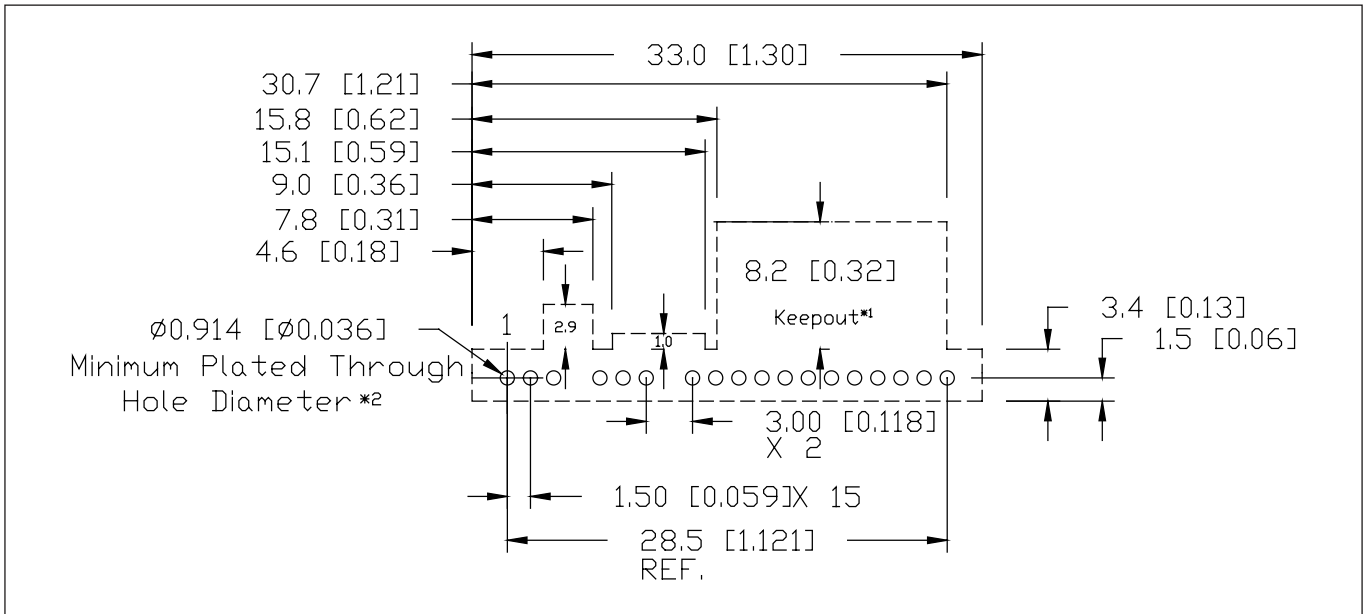 33.0 [1.30]
30.7 [1.21]
15.8 [0.62]
15.1 [0.59]
9.0 [0.36]
7.8 [0.31]
4.6 [0.18]
8.2 [0.32]
Keepout*1
3.4 [0.13]
1.5 [0.06]
2.9
1.0
1
Ø0.914 [Ø0.036]
Minimum Plated Through
Hole Diameter *2
3.00 [0.118]
X 2
1.50 [0.059]X 15
28.5 [1.121]
REF.